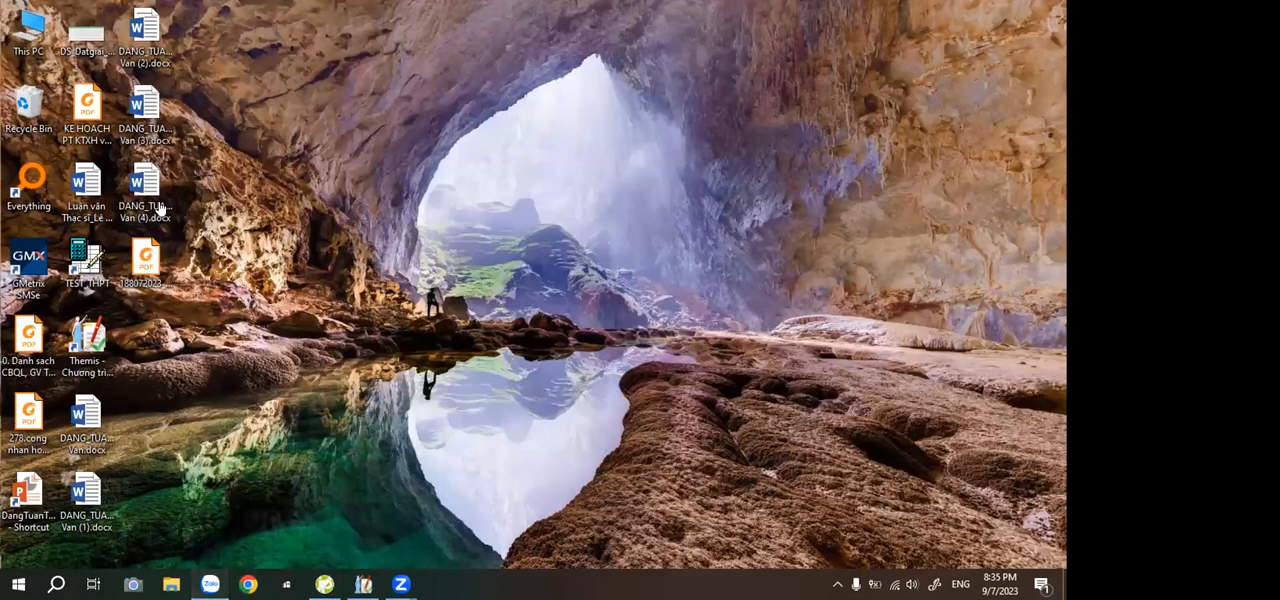 This PC
DS_Datgiai_...
DANG_TUA...
Van (2).docx
Recycle Bin
KE HOACH
PT KTXH v...
DANG_TUA...
Van (3).docx
Everything
Luận văn
Thạc sĩ_Lê ...
DANG_TUA...
Van (4).docx
GMX
GMetrix
SMSe
TEST_THPT
188072023_...
0. Danh sach
CBQL, GV T...
Themis -
Chương trì...
278.cong
nhan ho...
DANG_TUA...
Van.docx
DangTuanT...
- Shortcut
DANG_TUA...
Van (1).docx
Zalo
ENG
8:35 PM
9/7/2023